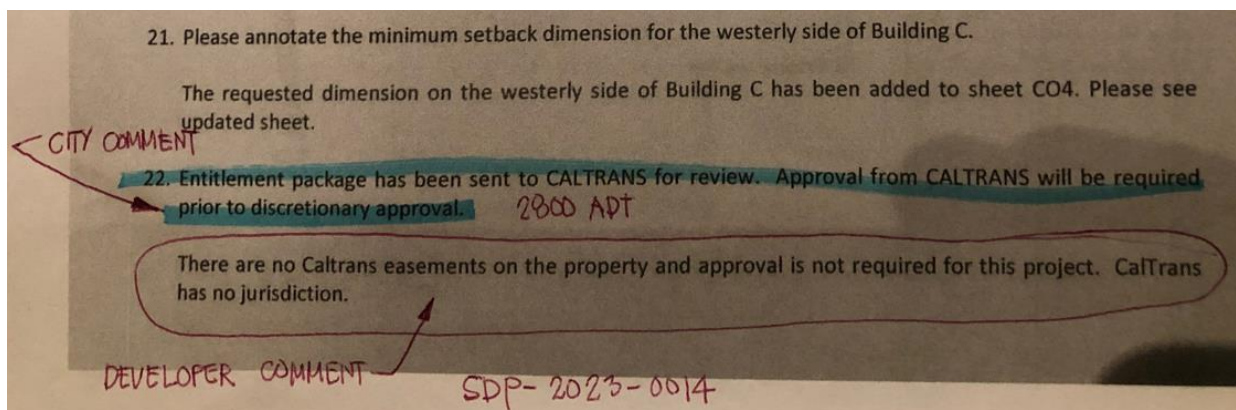 21. Please annotate the minimum setback dimension for the westerly side of Building C.
The requested dimension on the westerly side of Building C has been added to sheet CO4. Please see
updated sheet.
CITY COMMENT
22. Entitlement package has been sent to CALTRANS for review. Approval from CALTRANS will be required
prior to discretionary approval. 2800 ADT
There are no Caltrans easements on the property and approval is not required for this project. CalTrans
has no jurisdiction.
DEVELOPER COMMENT
SDP-2023-0014